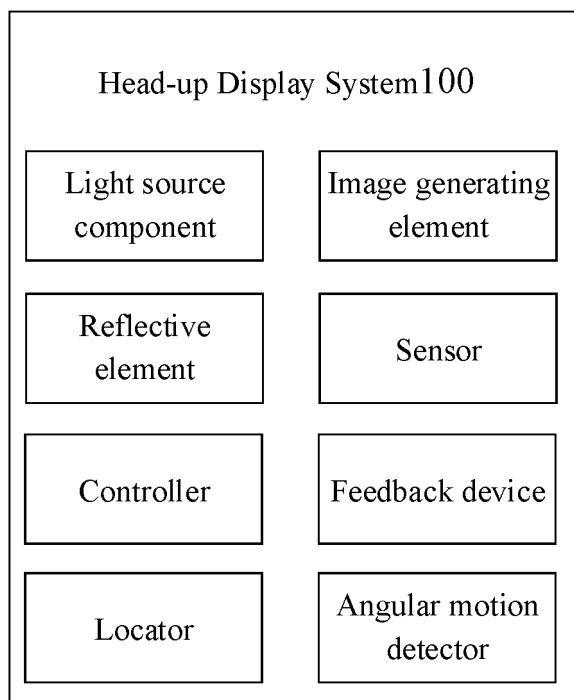 Head-up Display System100
Light source
component
Image generating
element
Reflective
element
Sensor
Controller
Feedback device
Locator
Angular motion
detector